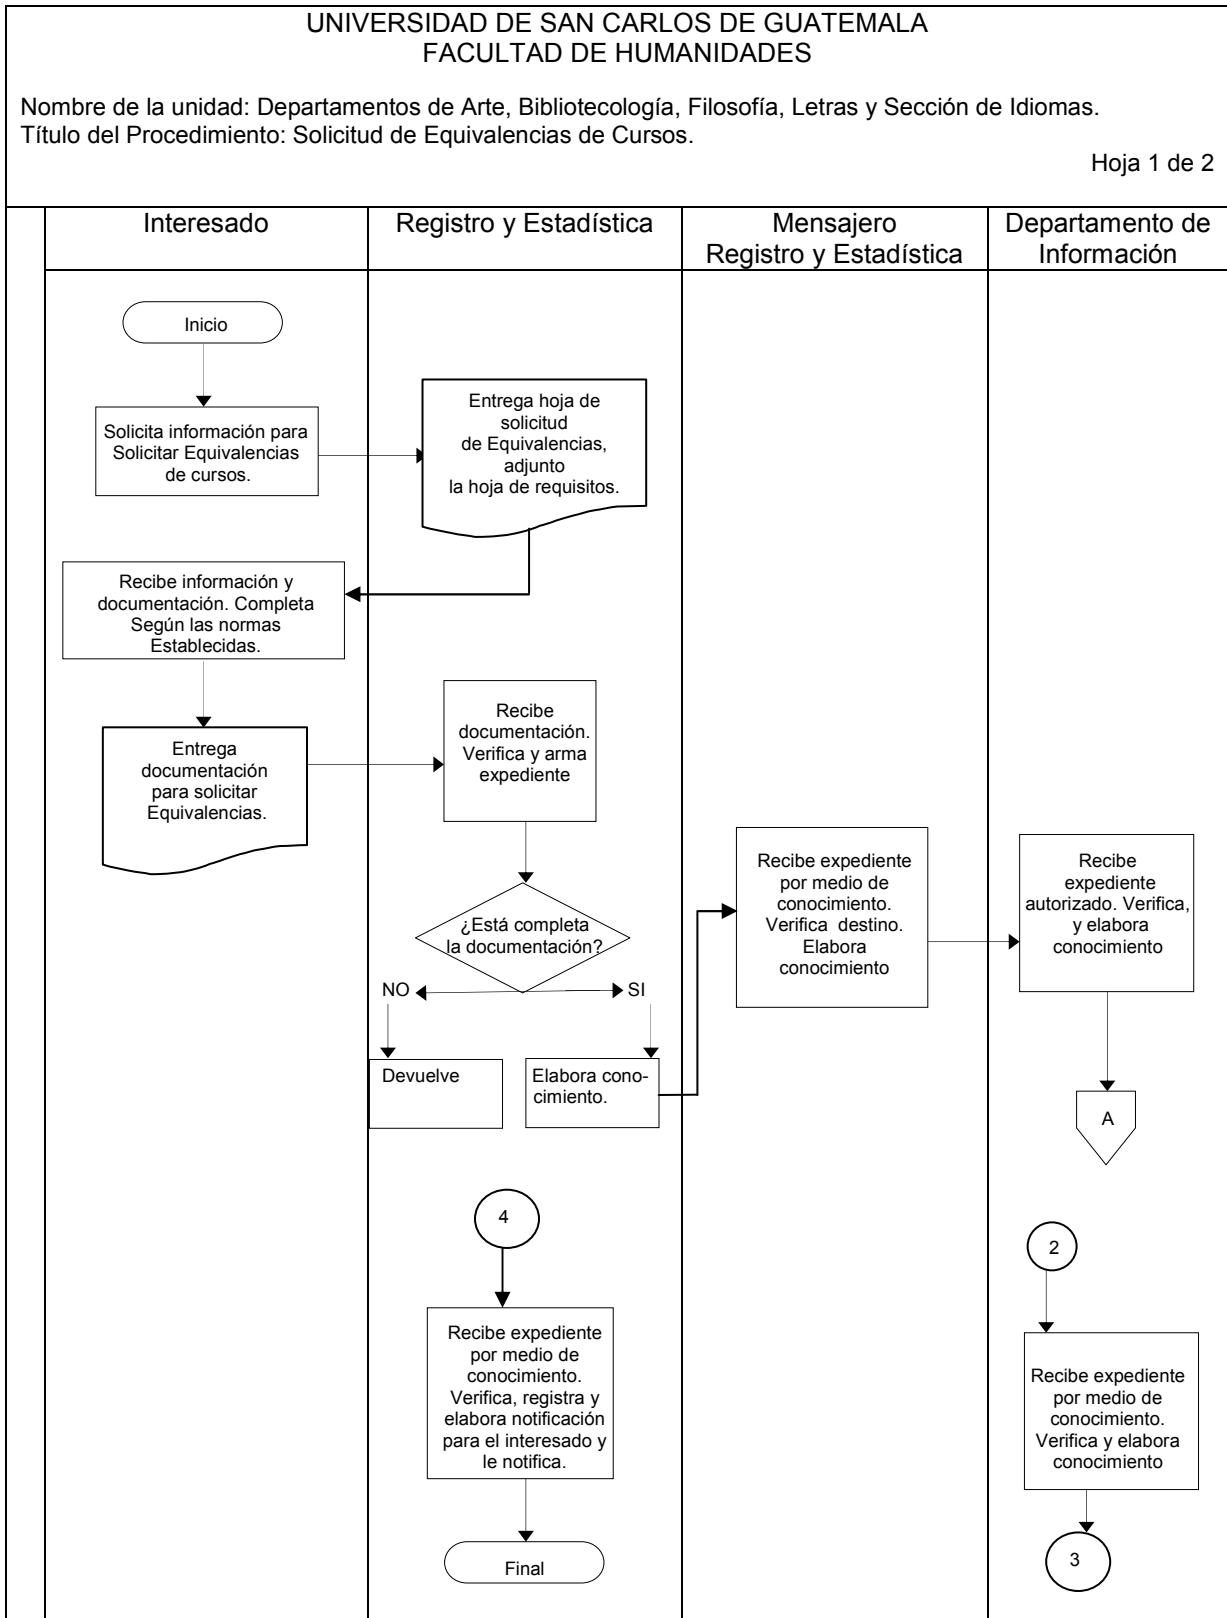 UNIVERSIDAD DE SAN CARLOS DE GUATEMALA
FACULTAD DE HUMANIDADES
Nombre de la unidad: Departamentos de Arte, Bibliotecología, Filosofía, Letras y Sección de Idiomas.
Título del Procedimiento: Solicitud de Equivalencias de Cursos.
Hoja 1 de 2
Interesado
Registro y Estadística
Mensajero
Registro y Estadística
Departamento de
Información
Inicio
Solicita información para
Solicitar Equivalencias
de cursos.
Entrega hoja de
solicitud
de Equivalencias,
adjunto
la hoja de requisitos.
Recibe información y
documentación. Completa
Según las normas
Establecidas.
Entrega
documentación
para solicitar
Equivalencias.
Recibe
documentación.
Verifica y arma
expediente
¿Está completa
la documentación?
NO
SI
Devuelve
Elabora cono-
cimiento.
Recibe expediente
por medio de
conocimiento.
Verifica destino.
Elabora
conocimiento
Recibe
expediente
autorizado. Verifica,
y elabora
conocimiento
A
4
Recibe expediente
por medio de
conocimiento.
Verifica, registra y
elabora notificación
para el interesado y
le notifica.
Final
2
Recibe expediente
por medio de
conocimiento.
Verifica y elabora
conocimiento
3